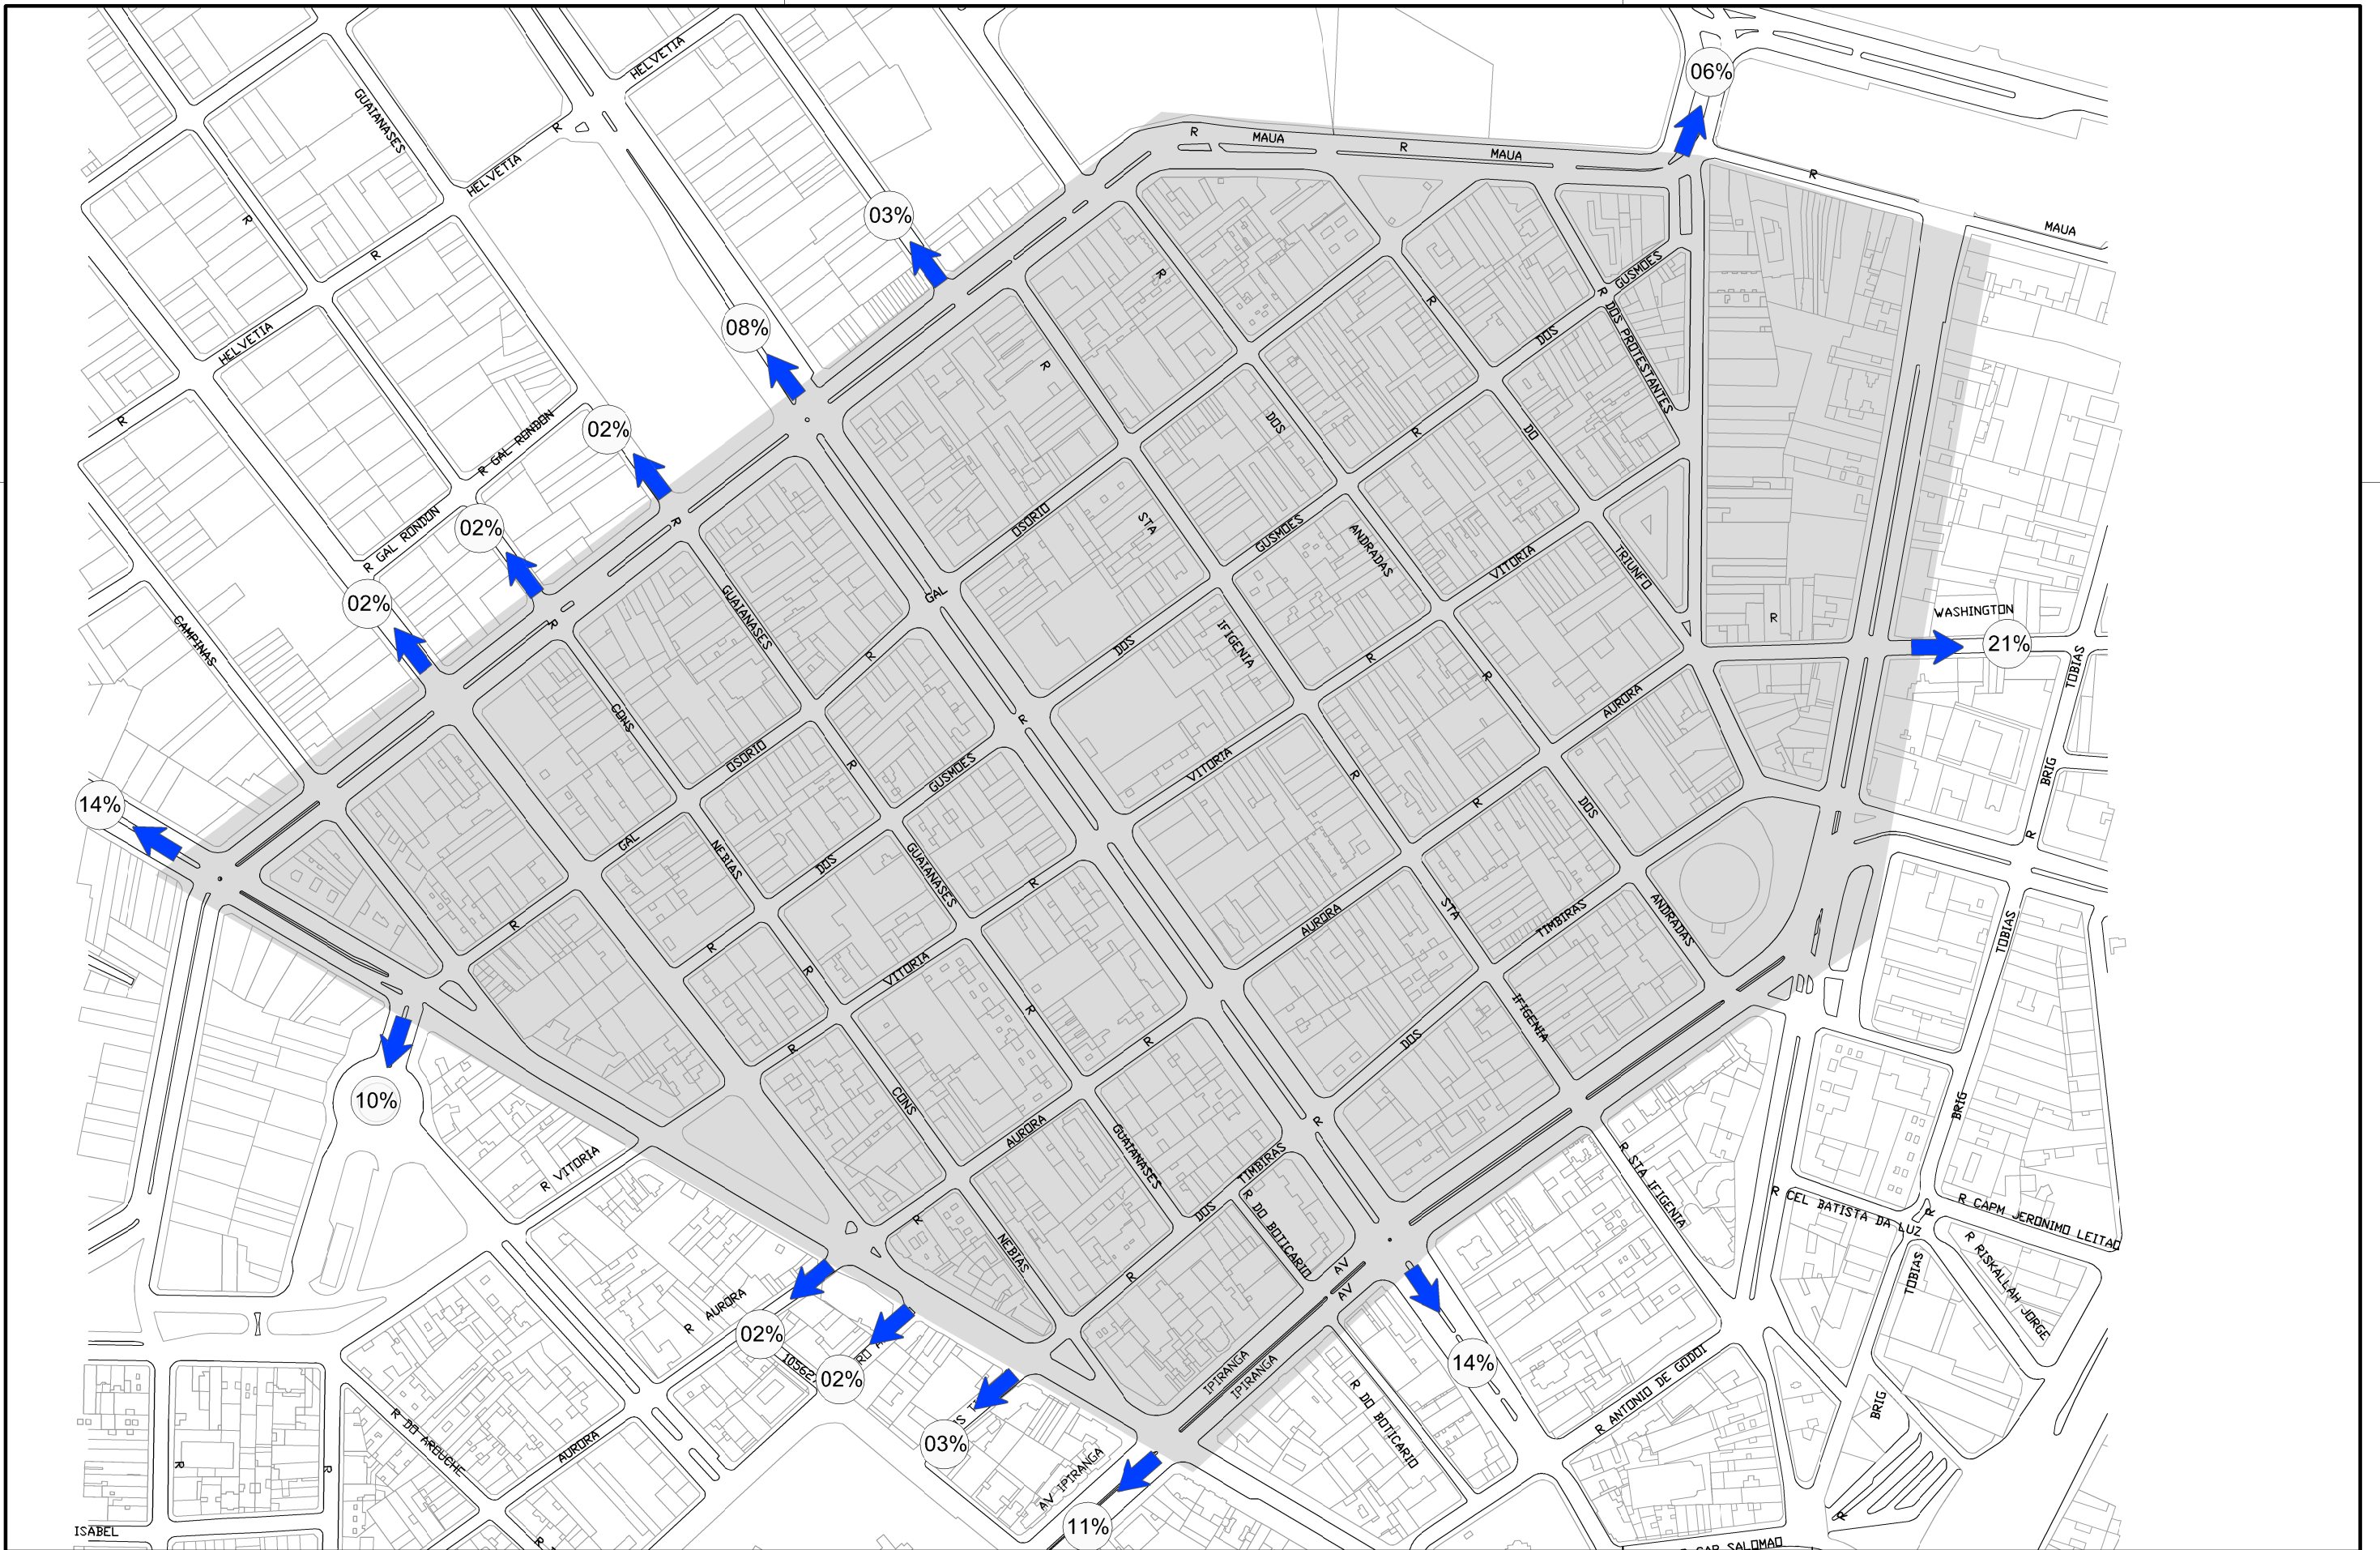 HELVETIA
06%
GUAIANASES
R
R
MAUA
R
MAUA
HELVETIA
R
MAUA
03%
R
R
R
GUSMOES
R
R
DOS PROTESTANTES
08%
HELVETIA
DOS
R
R
DOS
R
DO
02%
R GAL RONDON
R GAL RONDON
02%
R
OSORIO
STA
GUSMOES
ANDRADAS
VITORIA
TRIUNFO
02%
R
GUAIANASES
GAL
WASHINGTON
R
CAMPINAS
DOS
IFIGENIA
R
R
R
21%
TOBIAS
CONS
R
AURORA
OSORIO
R
GUSMOES
VITORIA
R
BRIG
14%
R
DOS
R
GAL
NEBIAS
DOS
GUAIANASES
R
STA
R
AURORA
TIMBIRAS
ANDRADAS
TOBIAS
R
R
R
VITORIA
R
IFIGENIA
DOS
10%
R
R
CONS
BRIG
AURORA
GUAIANASES
R
R VITORIA
TIMBIRAS
R STA IFIGENIA
R
DOS
R DO BOTICARIO
R CEL BATISTA DA LUZ
R
R CAPM JERONIMO LEITAO
NEBIAS
R
AV
AV
TOBIAS
R RISKALLAH JORGE
R AURORA
02%
02%
14%
IPIRANGA
IPIRANGA
R ANTONIO DE GODOI
R DO BOTICARIO
BRIG
R DO AROUCHE
AURORA
03%
R
R
AV IPIRANGA
11%
R
ISABEL
R
SALOMAO